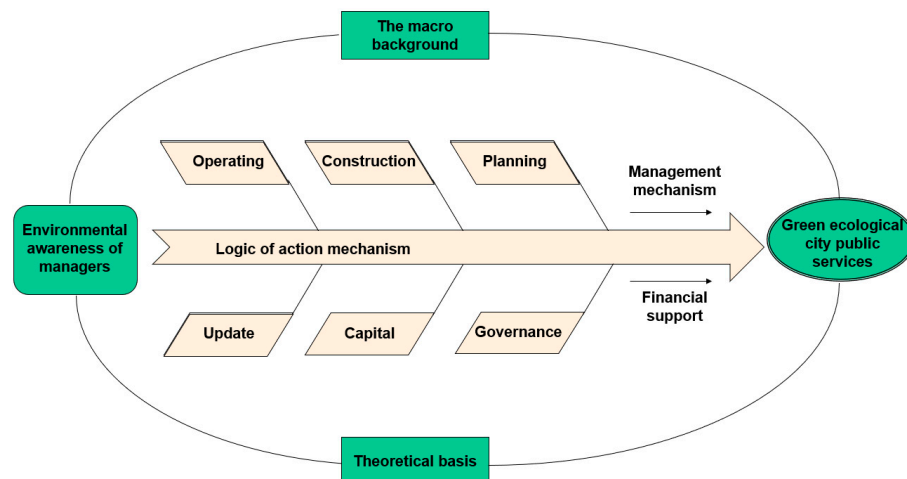 The macro
background
Operating
Construction
Planning
Management
mechanism
Environmental
awareness of
managers
Logic of action mechanism
Green ecological
city public
services
Update
Capital
Governance
Financial
support
Theoretical basis